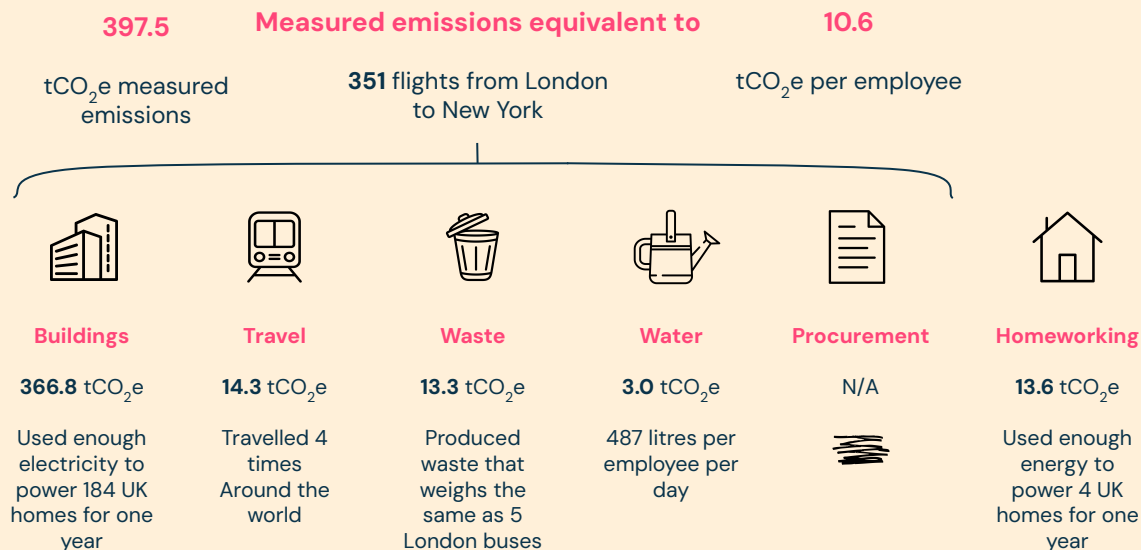 397.5
tCO₂e measured
emissions
Measured emissions equivalent to
351 flights from London
to New York
10.6
tCO₂e per employee
Buildings
366.8 tCO₂e
Used enough
electricity to
power 184 UK
homes for one
year
Travel
14.3 tCO₂e
Travelled 4
times
Around the
world
Waste
13.3 tCO₂e
Produced
waste that
weighs the
same as 5
London buses
Water
3.0 tCO₂e
487 litres per
employee per
day
Procurement
N/A
Homeworking
13.6 tCO₂e
Used enough
energy to
power 4 UK
homes for one
year